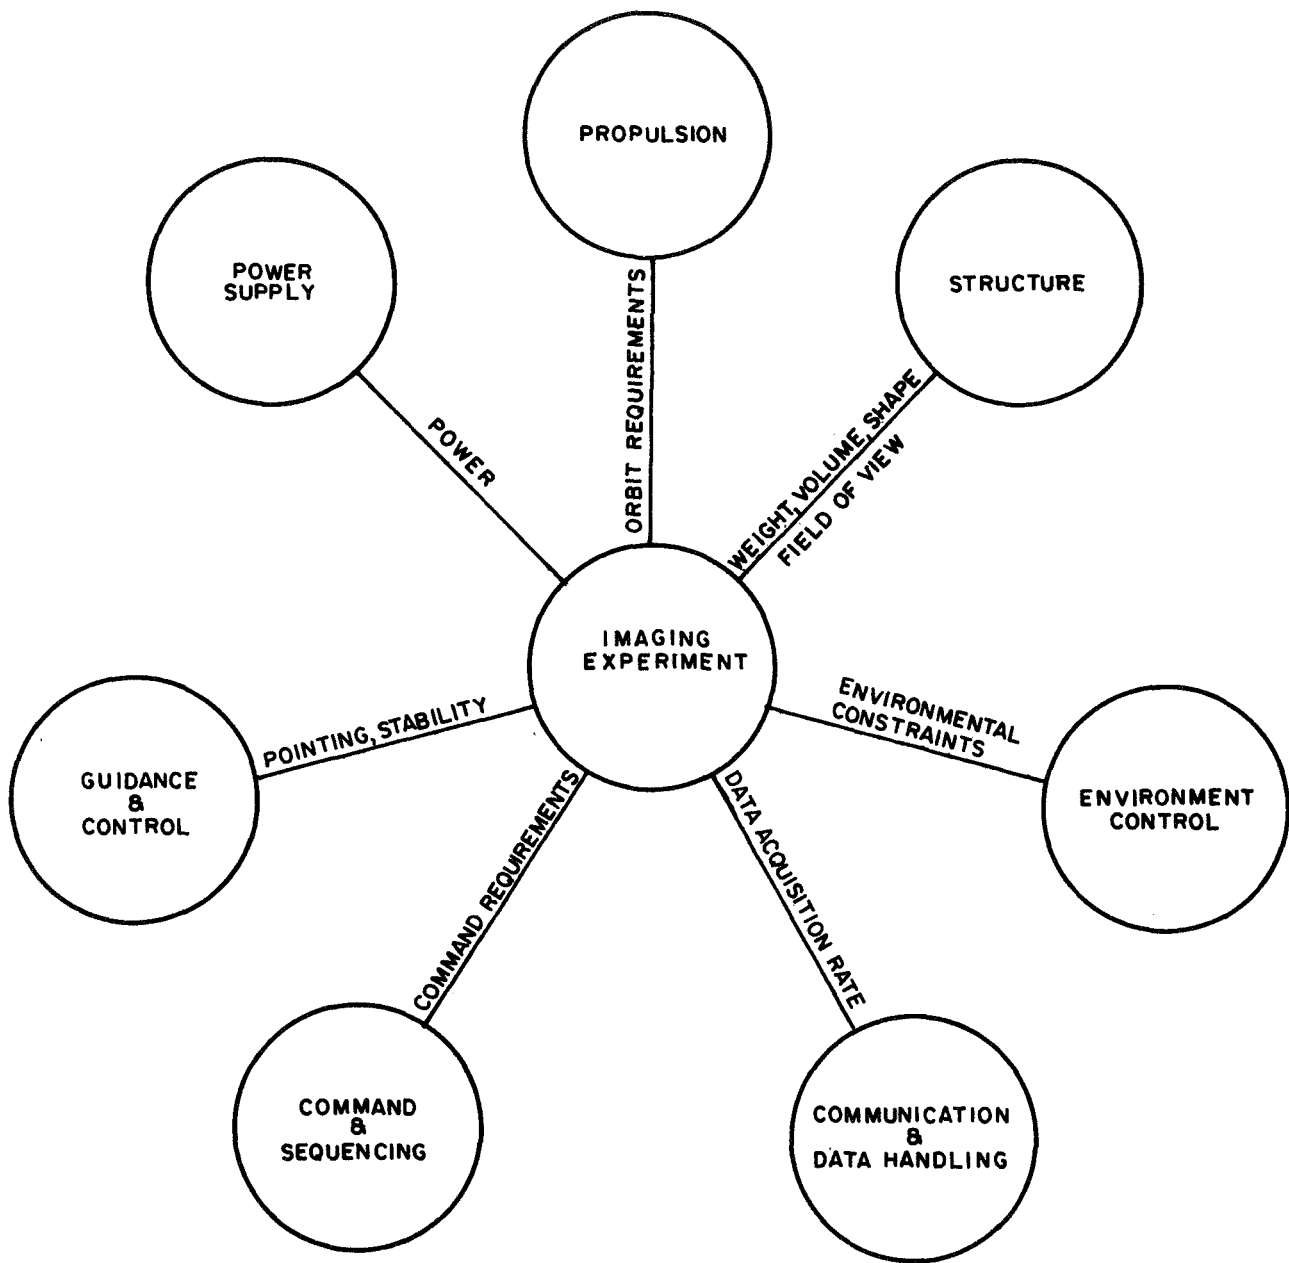 PROPULSION
POWER
SUPPLY
STRUCTURE
ORBIT REQUIREMENTS
WEIGHT, VOLUME, SHAPE
FIELD OF VIEW
POWER
IMAGING
EXPERIMENT
POINTING, STABILITY
ENVIRONMENTAL
CONSTRAINTS
GUIDANCE
&
CONTROL
ENVIRONMENT
CONTROL
COMMAND REQUIREMENTS
DATA ACQUISITION RATE
COMMAND
&
SEQUENCING
COMMUNICATION
&
DATA HANDLING